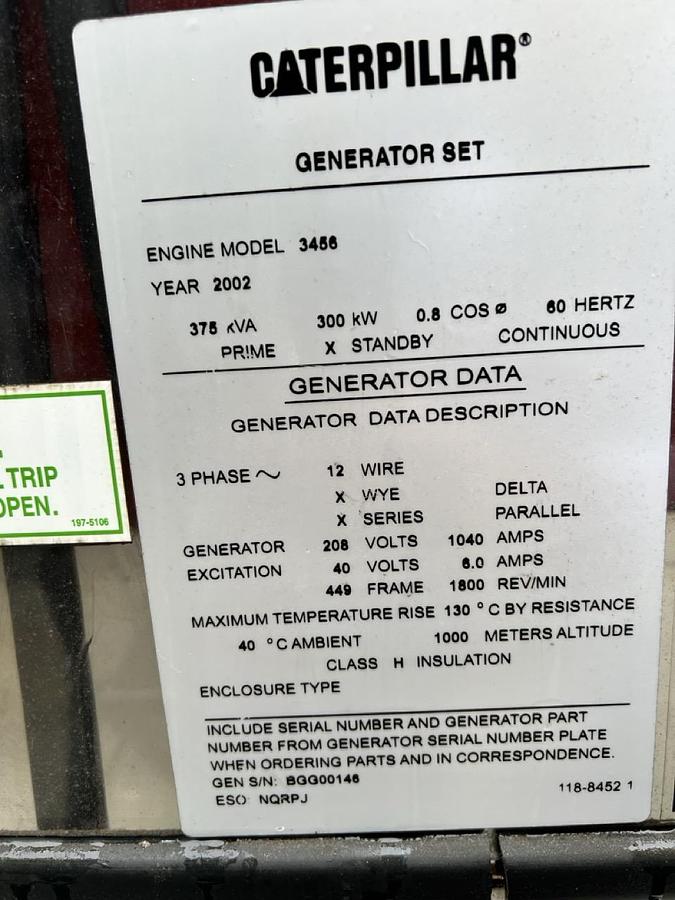 CATERPILLAR®
GENERATOR SET
ENGINE MODEL 3456
YEAR 2002
375 kVA 300 kW 0.8 COS ø 60 HERTZ
PRIME X STANDBY CONTINUOUS
GENERATOR DATA
GENERATOR DATA DESCRIPTION
3 PHASE ~ 12 WIRE
X WYE DELTA
X SERIES PARALLEL
GENERATOR 208 VOLTS 1040 AMPS
EXCITATION 40 VOLTS 6.0 AMPS
449 FRAME 1800 REV/MIN
MAXIMUM TEMPERATURE RISE 130 °C BY RESISTANCE
40 °C AMBIENT 1000 METERS ALTITUDE
CLASS H INSULATION
ENCLOSURE TYPE
INCLUDE SERIAL NUMBER AND GENERATOR PART
NUMBER FROM GENERATOR SERIAL NUMBER PLATE
WHEN ORDERING PARTS AND IN CORRESPONDENCE.
GEN S/N: BGG00146
ESO: NQRPJ 118-8452 1
TRIP
OPEN.
197-5106